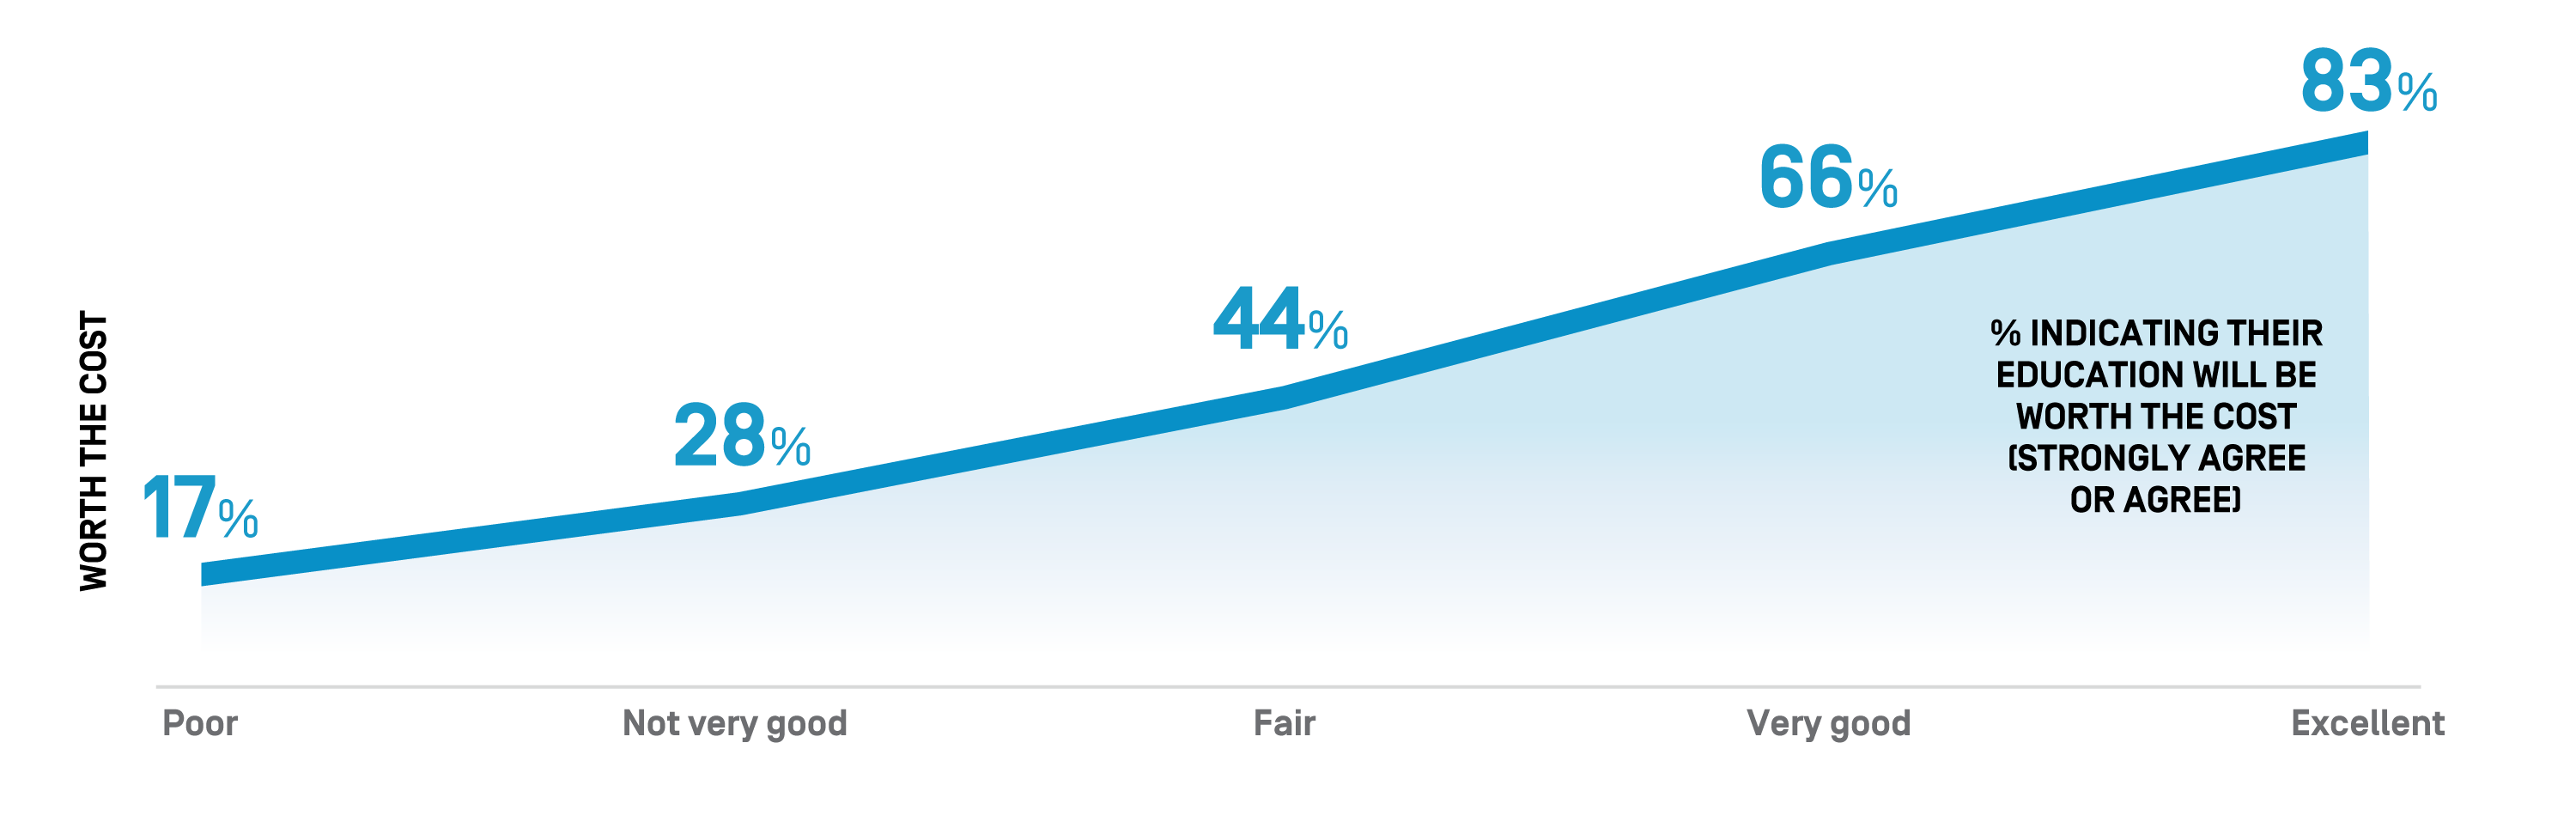 83%
66%
44%
28%
17%
WORTH THE COST
% INDICATING THEIR
EDUCATION WILL BE
WORTH THE COST
(STRONGLY AGREE
OR AGREE)
Poor
Not very good
Fair
Very good
Excellent